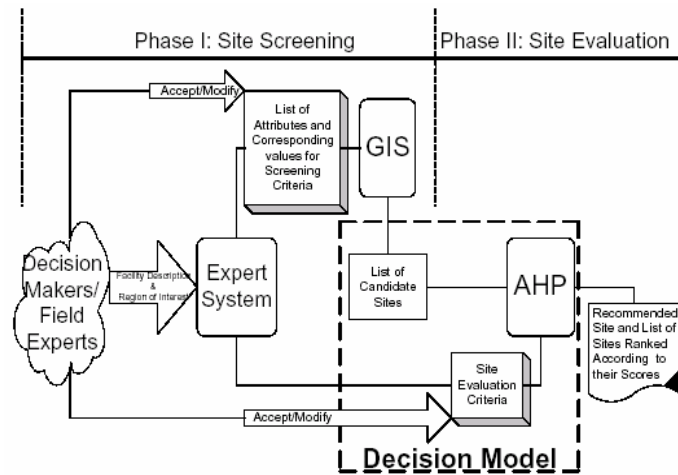 Phase I: Site Screening
Phase II: Site Evaluation
Accept/Modify
List of
Attributes and
Corresponding
values for
Screening
Criteria
GIS
Decision
Makers/
Field
Experts
Facility Description
&
Region of Interest
Expert
System
List of
Candidate
Sites
AHP
Recommended
Site and List of
Sites Ranked
According to
their Scores
Site
Evaluation
Criteria
Accept/Modify
Decision Model